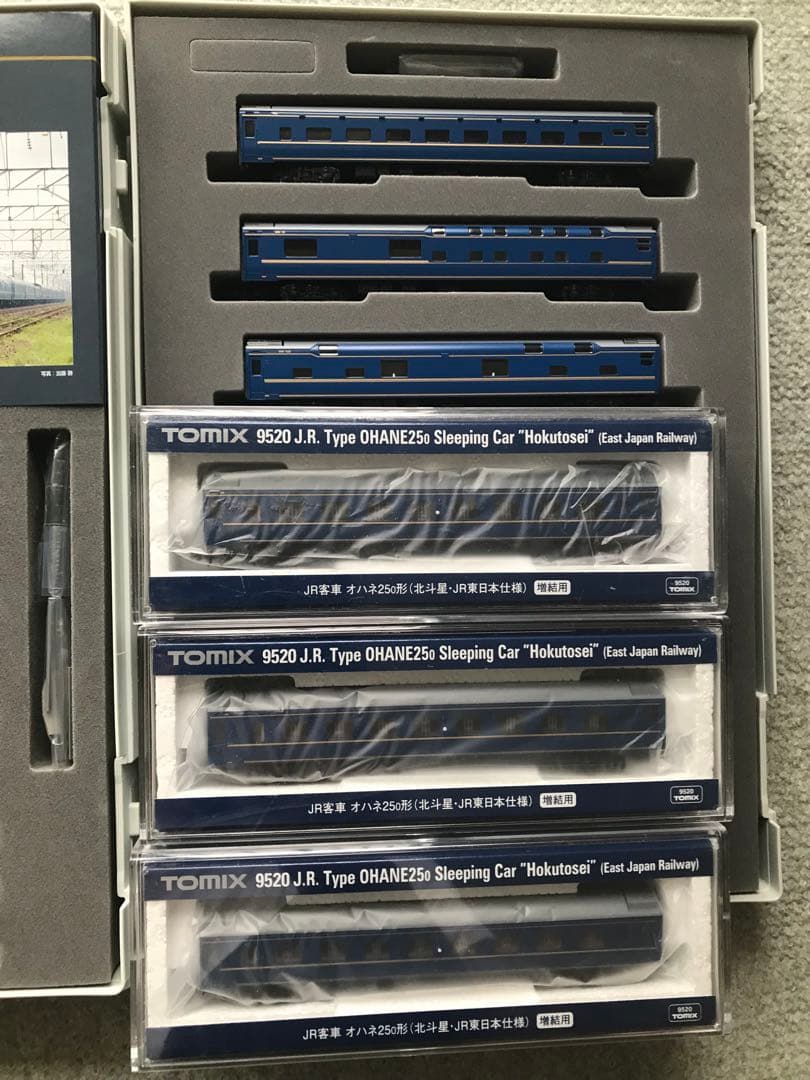 写真:加藤 勝
TOMIX 9520 J.R. Type OHANE25₀ Sleeping Car "Hokutosei" (East Japan Railway)
JR客車 オハネ25₀形(北斗星・JR東日本仕様) 増結用
9520
TOMIX
TOMIX 9520 J.R. Type OHANE25₀ Sleeping Car "Hokutosei" (East Japan Railway)
JR客車 オハネ25₀形(北斗星・JR東日本仕様) 増結用
9520
TOMIX
TOMIX 9520 J.R. Type OHANE25₀ Sleeping Car "Hokutosei" (East Japan Railway)
JR客車 オハネ25₀形(北斗星・JR東日本仕様) 増結用
9520
TOMIX